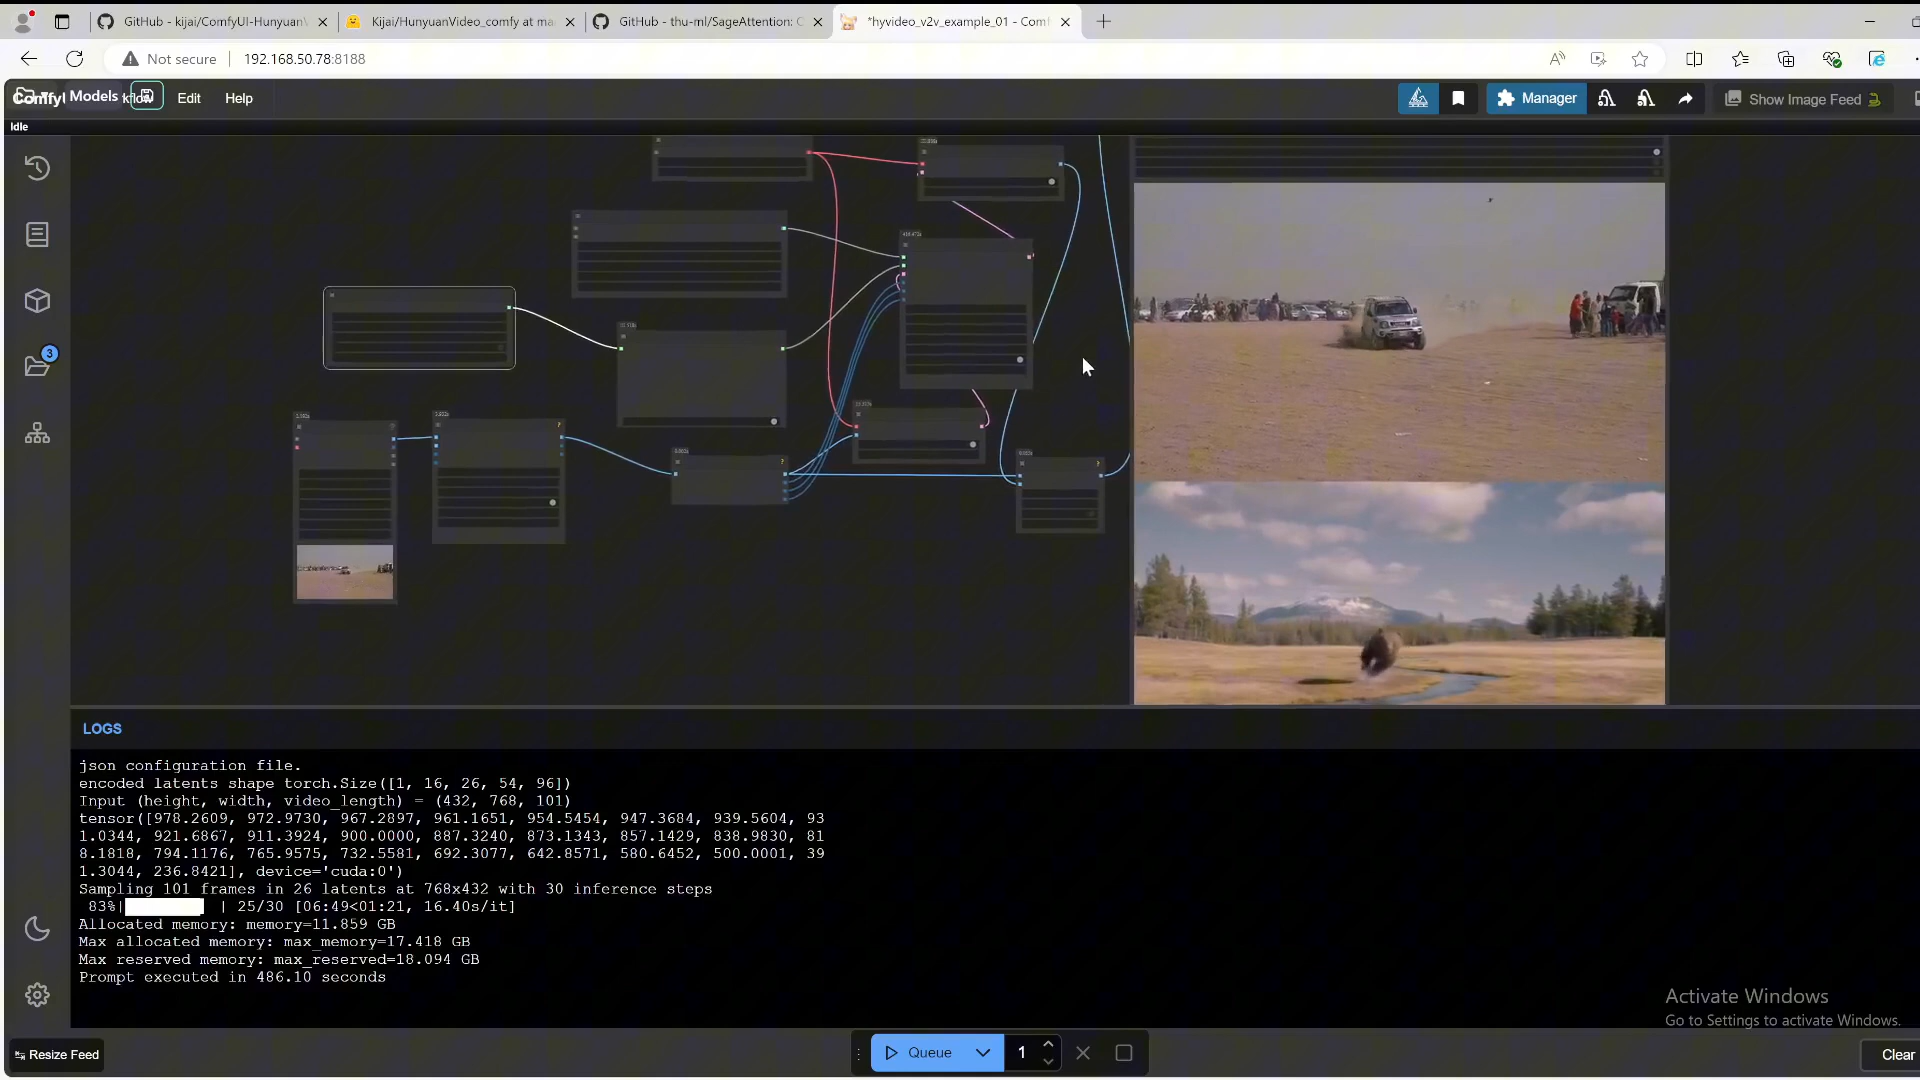 GitHub - kijai/ComfyUI-HunyuanV
Kijai/HunyuanVideo_comfy at ma
GitHub - thu-ml/SageAttention: C
*hyvideo_v2v_example_01 - Comf
Not secure
192.168.50.78:8188
Models
Edit
Help
Manager
Show Image Feed
Idle
3
LOGS
json configuration file.
encoded latents shape torch.Size([1, 16, 26, 54, 96])
Input (height, width, video_length) = (432, 768, 101)
tensor([978.2609, 972.9730, 967.2897, 961.1651, 954.5454, 947.3684, 939.5604, 93
1.0344, 921.6867, 911.3924, 900.0000, 887.3240, 873.1343, 857.1429, 838.9830, 81
8.1818, 794.1176, 765.9575, 732.5581, 692.3077, 642.8571, 580.6452, 500.0001, 39
1.3044, 236.8421], device='cuda:0')
Sampling 101 frames in 26 latents at 768x432 with 30 inference steps
83%| | 25/30 [06:49<01:21, 16.40s/it]
Allocated memory: memory=11.859 GB
Max allocated memory: max_memory=17.418 GB
Max reserved memory: max_reserved=18.094 GB
Prompt executed in 486.10 seconds
Activate Windows
Go to Settings to activate Windows.
Resize Feed
Queue
1
Clear